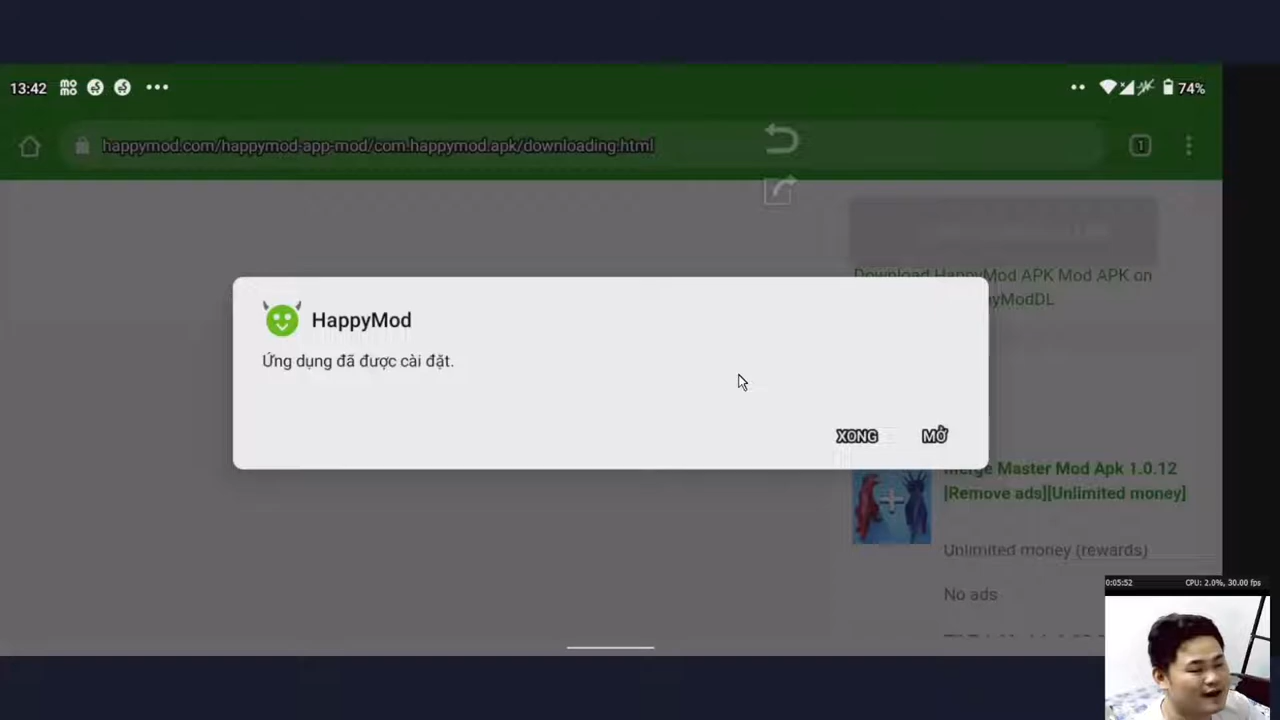 13:42
74%
happymod.com/happymod-app-mod/com.happymod.apk/downloading.html
1
Download HappyMod APK Mod APK on
HappyMod
Ứng dụng đã được cài đặt.
XONG
MỞ
Merge Master Mod Apk 1.0.12
[Remove ads][Unlimited money]
Unlimited money (rewards)
No ads
0:05:52
CPU: 2.0%, 30.00 fps